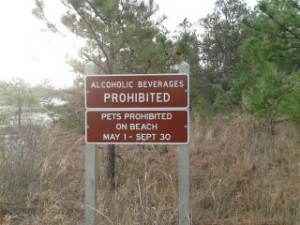 ALCOHOLIC BEVERAGES
PROHIBITED
PETS PROHIBITED
ON BEACH
MAY 1 - SEPT 30